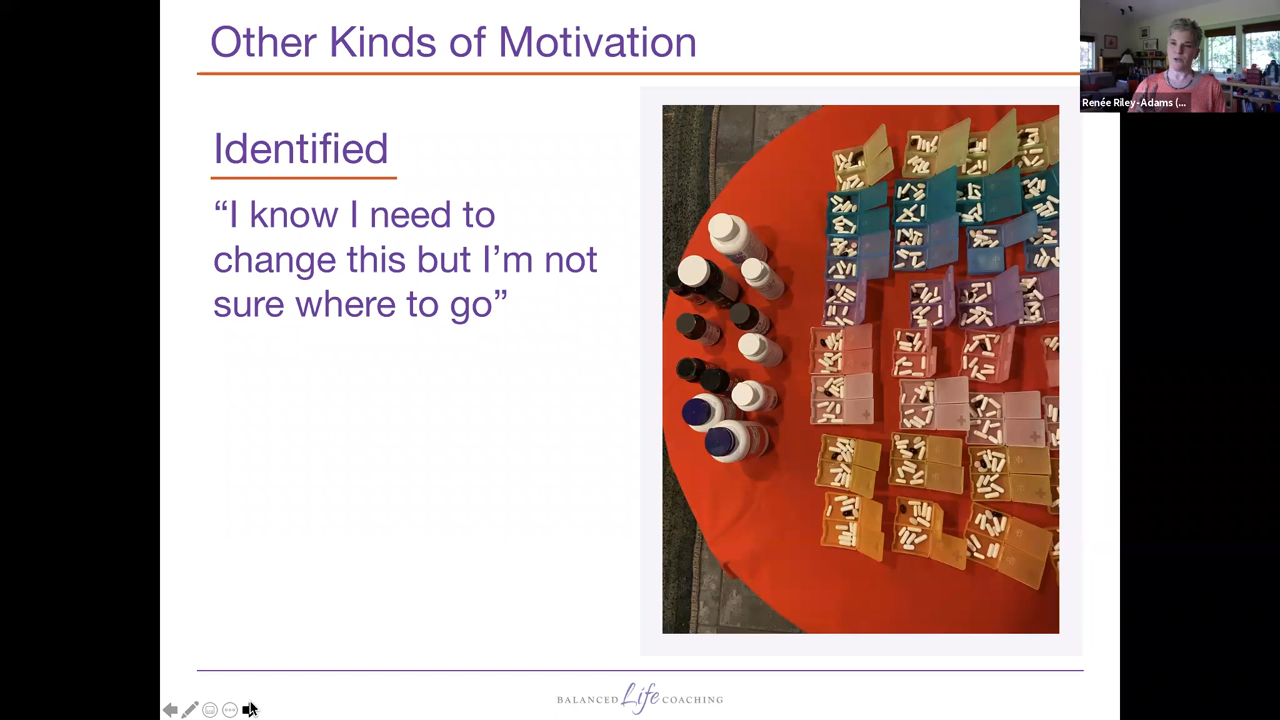 Other Kinds of Motivation
Renée Riley-Adams (...
Identified
“I know I need to
change this but I’m not
sure where to go”
BALANCED Life COACHING